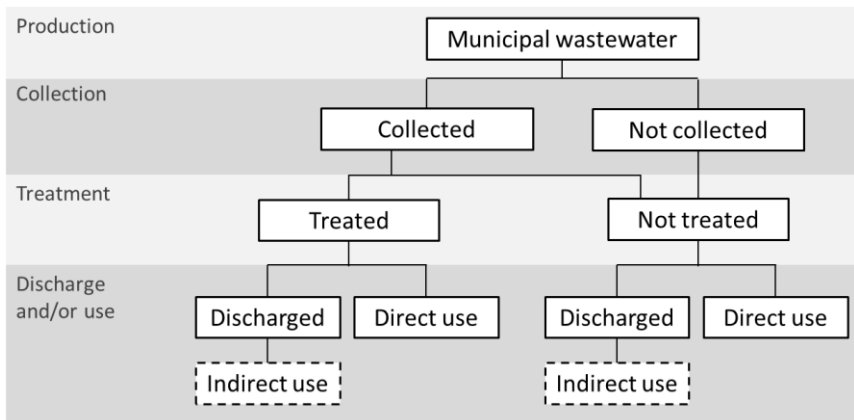 Production
Municipal wastewater
Collection
Collected
Not collected
Treatment
Treated
Not treated
Discharge
and/or use
Discharged
Direct use
Discharged
Direct use
Indirect use
Indirect use